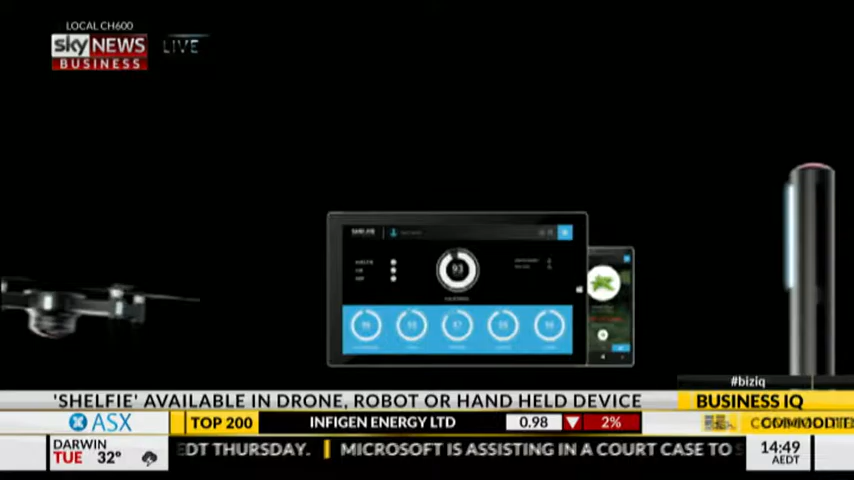 LOCAL CH600
sky NEWS
BUSINESS
LIVE
SHELFIE
93
#biziq
'SHELFIE' AVAILABLE IN DRONE, ROBOT OR HAND HELD DEVICE
BUSINESS IQ
ASX
TOP 200
INFIGEN ENERGY LTD
0.98
2%
DARWIN
TUE 32°
EDT THURSDAY.
MICROSOFT IS ASSISTING IN A COURT CASE TO S
14:49
AEDT